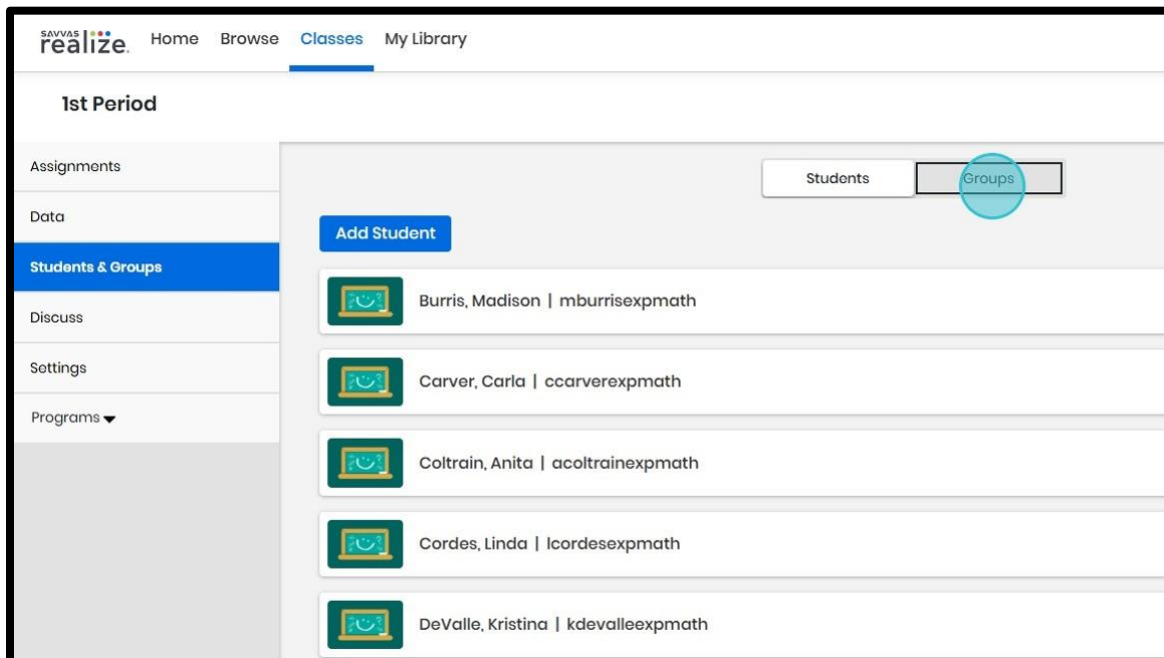 SAVVAS
realize.
Home Browse Classes My Library
1st Period
Assignments
Data
Students & Groups
Discuss
Settings
Programs
Students Groups
Add Student
Burris, Madison | mburrisexpmath
Carver, Carla | ccarverexpmath
Coltrain, Anita | acoltrainexpmath
Cordes, Linda | lcordesexpmath
DeValle, Kristina | kdevalleexpmath